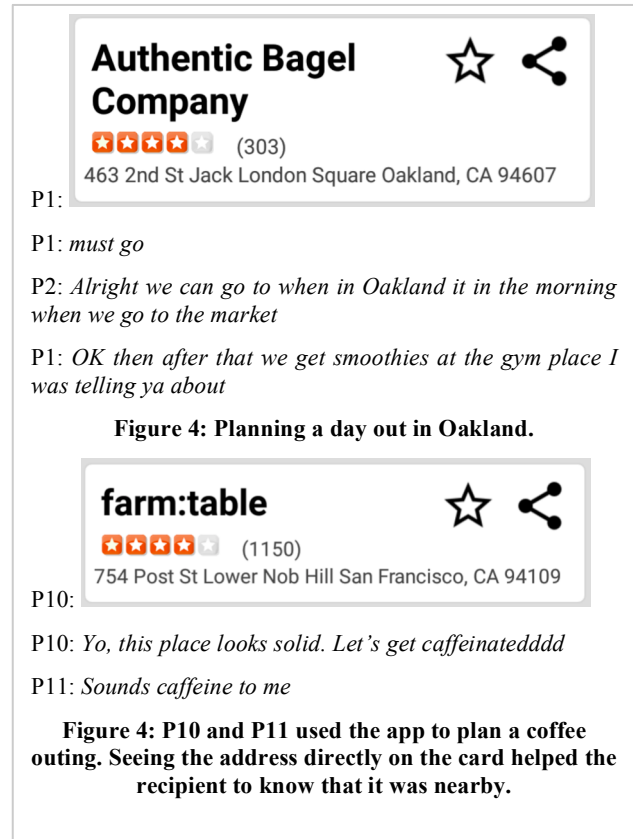 Authentic Bagel
Company
(303)
463 2nd St Jack London Square Oakland, CA 94607
P1:
P1: must go
P2: Alright we can go to when in Oakland it in the morning
when we go to the market
P1: OK then after that we get smoothies at the gym place I
was telling ya about
Figure 4: Planning a day out in Oakland.
farm:table
(1150)
754 Post St Lower Nob Hill San Francisco, CA 94109
P10:
P10: Yo, this place looks solid. Let's get caffeinatedddd
P11: Sounds caffeine to me
Figure 4: P10 and P11 used the app to plan a coffee
outing. Seeing the address directly on the card helped the
recipient to know that it was nearby.